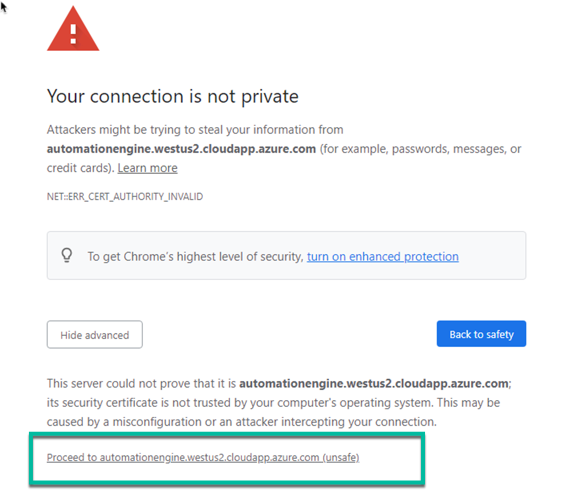 Your connection is not private
Attackers might be trying to steal your information from
automationengine.westus2.cloudapp.azure.com (for example, passwords, messages, or
credit cards). Learn more
NET::ERR_CERT_AUTHORITY_INVALID
To get Chrome's highest level of security, turn on enhanced protection
Hide advanced
Back to safety
This server could not prove that it is automationengine.westus2.cloudapp.azure.com;
its security certificate is not trusted by your computer's operating system. This may be
caused by a misconfiguration or an attacker intercepting your connection.
Proceed to automationengine.westus2.cloudapp.azure.com (unsafe)